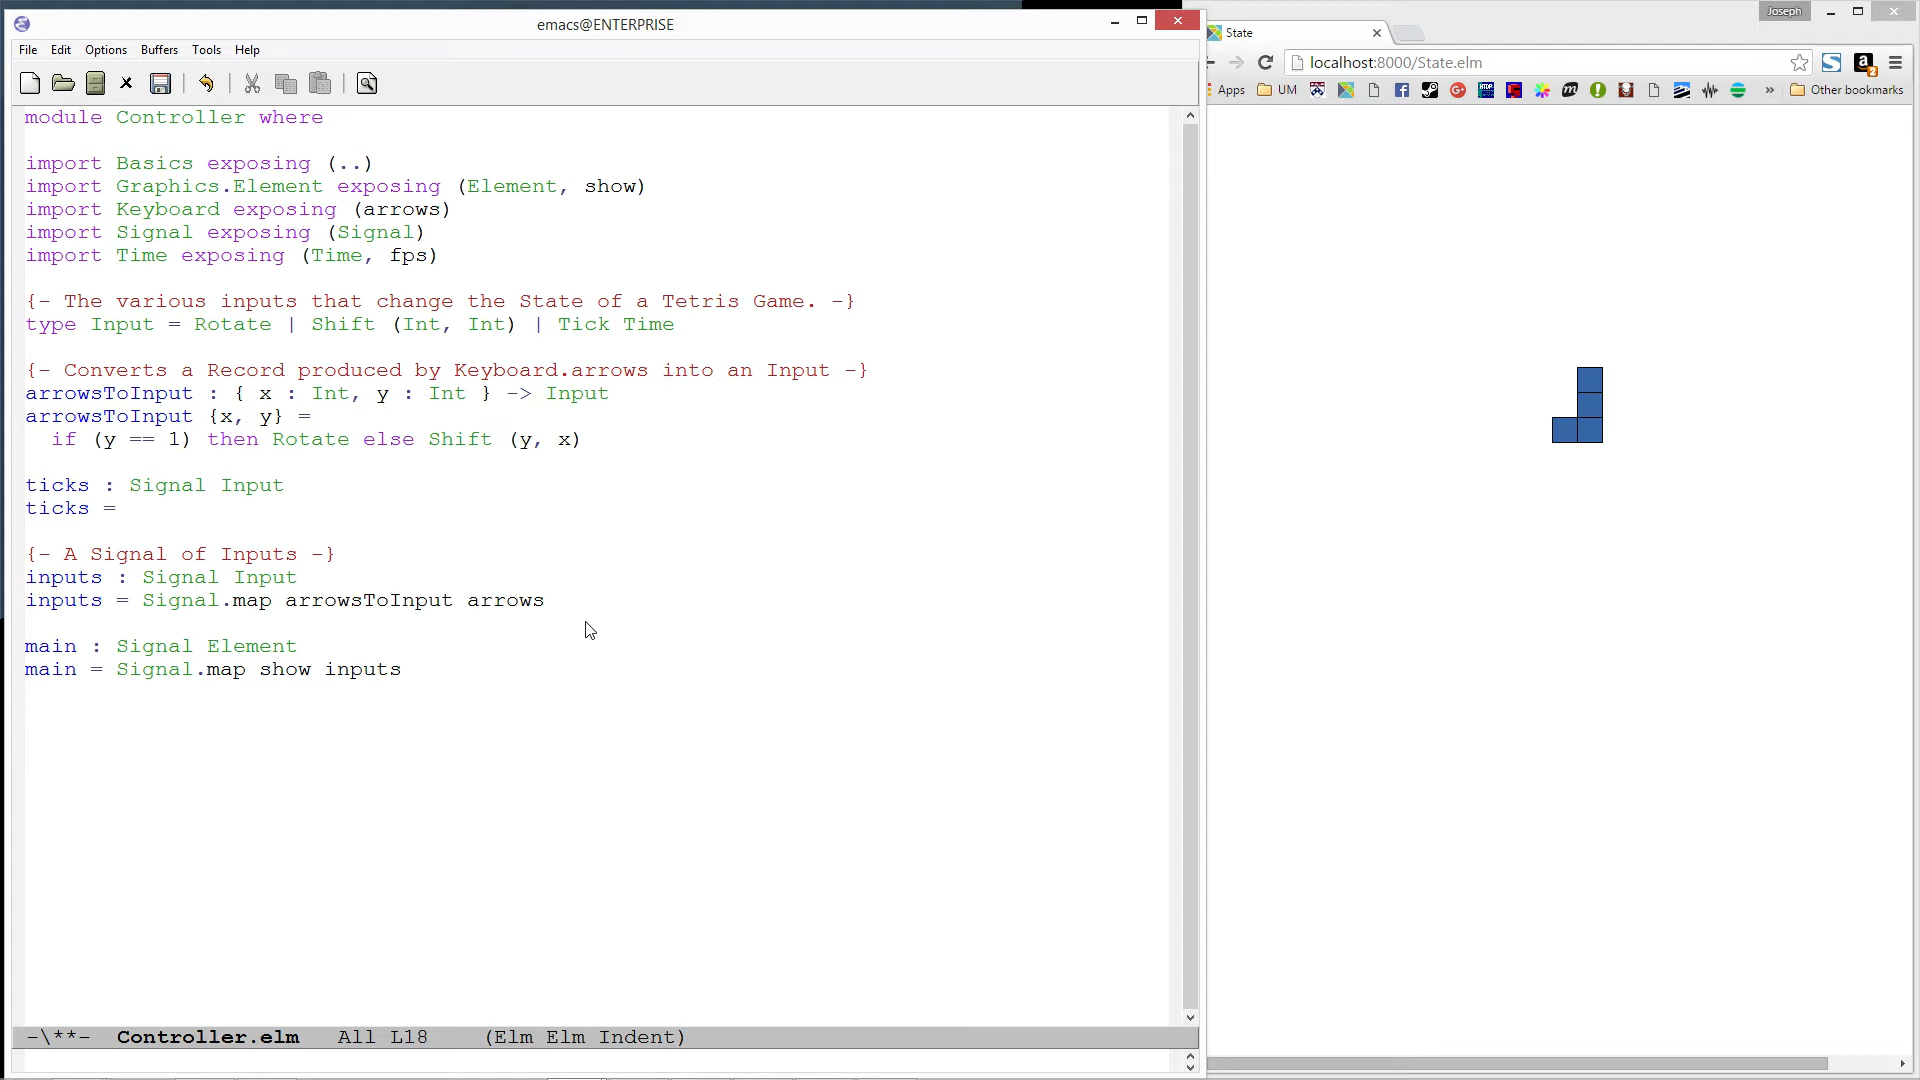 emacs@ENTERPRISE
File Edit Options Buffers Tools Help
module Controller where
import Basics exposing (..)
import Graphics.Element exposing (Element, show)
import Keyboard exposing (arrows)
import Signal exposing (Signal)
import Time exposing (Time, fps)
{- The various inputs that change the State of a Tetris Game. -}
type Input = Rotate | Shift (Int, Int) | Tick Time
{- Converts a Record produced by Keyboard.arrows into an Input -}
arrowsToInput : { x : Int, y : Int } -> Input
arrowsToInput {x, y} =
  if (y == 1) then Rotate else Shift (y, x)
ticks : Signal Input
ticks =
{- A Signal of Inputs -}
inputs : Signal Input
inputs = Signal.map arrowsToInput arrows
main : Signal Element
main = Signal.map show inputs
-\**- Controller.elm All L18 (Elm Elm Indent)
Joseph
State
localhost:8000/State.elm
Apps UM » Other bookmarks